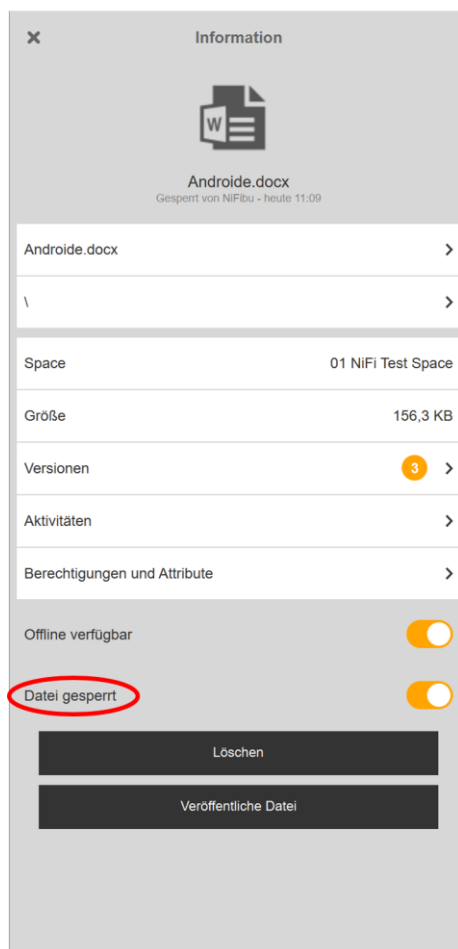 Information
W
Androide.docx
Gesperrt von NiFibu - heute 11:09
Androide.docx
\
Space 01 NiFi Test Space
Größe 156,3 KB
Versionen 3
Aktivitäten
Berechtigungen und Attribute
Offline verfügbar
Datei gesperrt
Löschen
Veröffentliche Datei